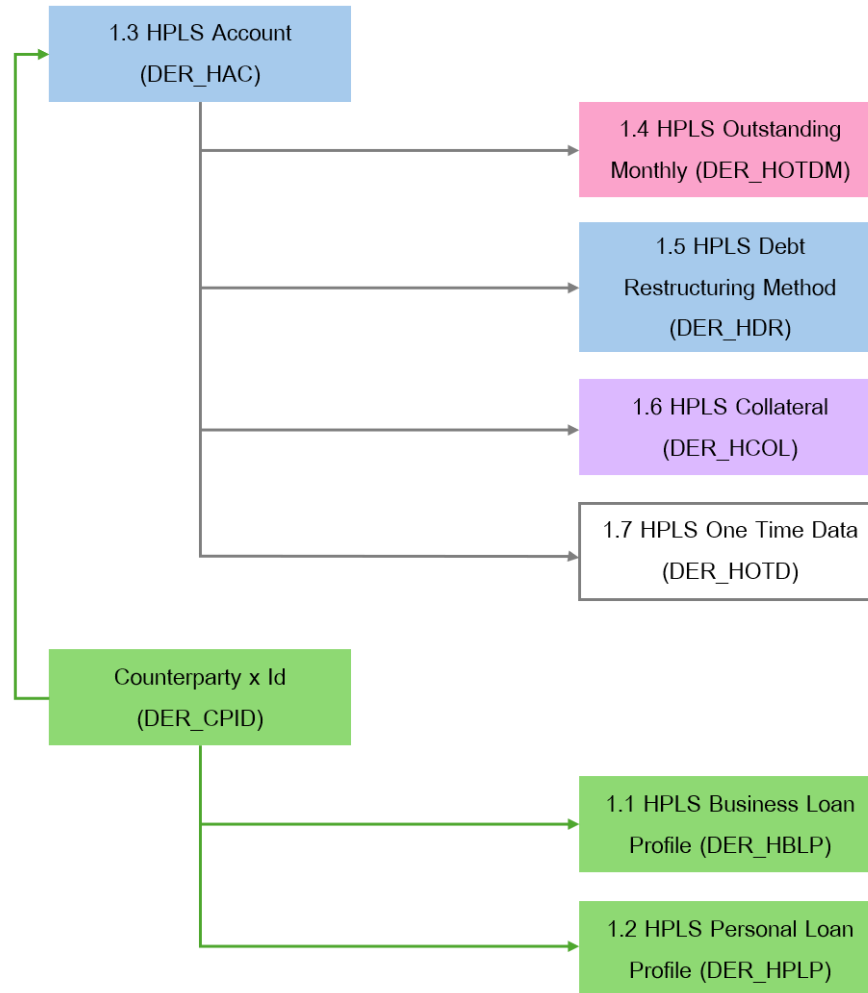 1.3 HPLS Account
(DER_HAC)
1.4 HPLS Outstanding
Monthly (DER_HOTDM)
1.5 HPLS Debt
Restructuring Method
(DER_HDR)
1.6 HPLS Collateral
(DER_HCOL)
1.7 HPLS One Time Data
(DER_HOTD)
Counterparty x Id
(DER_CPID)
1.1 HPLS Business Loan
Profile (DER_HBLP)
1.2 HPLS Personal Loan
Profile (DER_HPLP)